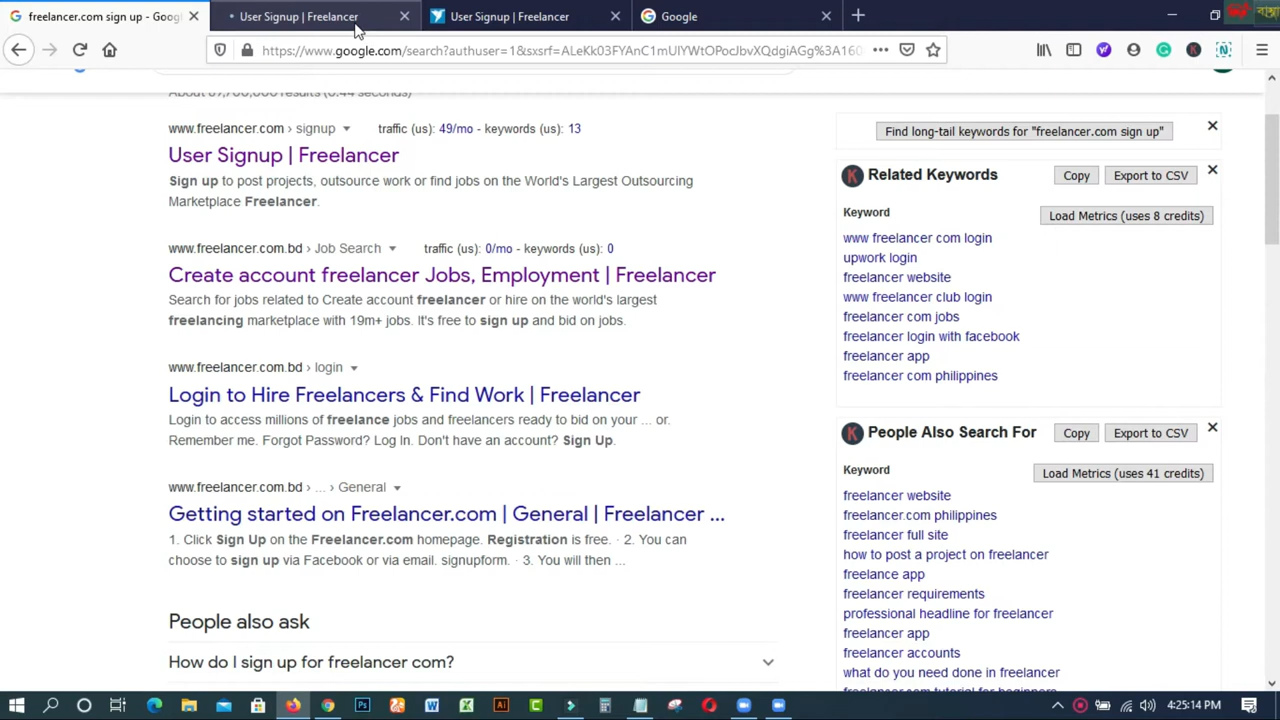 freelancer.com sign up - Goog
User Signup | Freelancer
User Signup | Freelancer
Google
https://www.google.com/search?authuser=1&sxsrf=ALeKk03FYAnC1mUlYWtOPocJbvXQdgiAGg%3A160
www.freelancer.com › signup
traffic (us): 49/mo - keywords (us): 13
User Signup | Freelancer
Sign up to post projects, outsource work or find jobs on the World's Largest Outsourcing
Marketplace Freelancer.
www.freelancer.com.bd › Job Search
traffic (us): 0/mo - keywords (us): 0
Create account freelancer Jobs, Employment | Freelancer
Search for jobs related to Create account freelancer or hire on the world's largest
freelancing marketplace with 19m+ jobs. It's free to sign up and bid on jobs.
www.freelancer.com.bd › login
Login to Hire Freelancers & Find Work | Freelancer
Login to access millions of freelance jobs and freelancers ready to bid on your ... or.
Remember me. Forgot Password? Log In. Don't have an account? Sign Up.
www.freelancer.com.bd › ... › General
Getting started on Freelancer.com | General | Freelancer ...
1. Click Sign Up on the Freelancer.com homepage. Registration is free. · 2. You can
choose to sign up via Facebook or via email. signupform. · 3. You will then ...
People also ask
How do I sign up for freelancer com?
Find long-tail keywords for "freelancer.com sign up"
Related Keywords
Copy
Export to CSV
Keyword
Load Metrics (uses 8 credits)
www freelancer com login
upwork login
freelancer website
www freelancer club login
freelancer com jobs
freelancer login with facebook
freelancer app
freelancer com philippines
People Also Search For
Copy
Export to CSV
Keyword
Load Metrics (uses 41 credits)
freelancer website
freelancer.com philippines
freelancer full site
how to post a project on freelancer
freelance app
freelancer requirements
professional headline for freelancer
freelancer app
freelancer accounts
what do you need done in freelancer
freelancer.com tutorial for beginners
4:25:14 PM